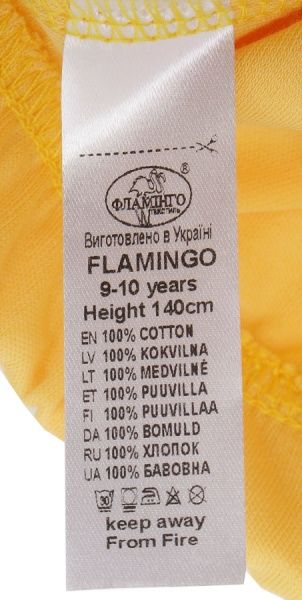 ®
ФЛАМІНГО
ТЕКСТИЛЬ
Виготовлено в Україні
FLAMINGO
9-10 years
Height 140cm
EN 100% COTTON
LV 100% KOKVILNA
LT 100% MEDVILNĖ
ET 100% PUUVILLA
FI 100% PUUVILLAA
DA 100% BOMULD
RU 100% ХЛОПОК
UA 100% БАВОВНА
30
keep away
From Fire